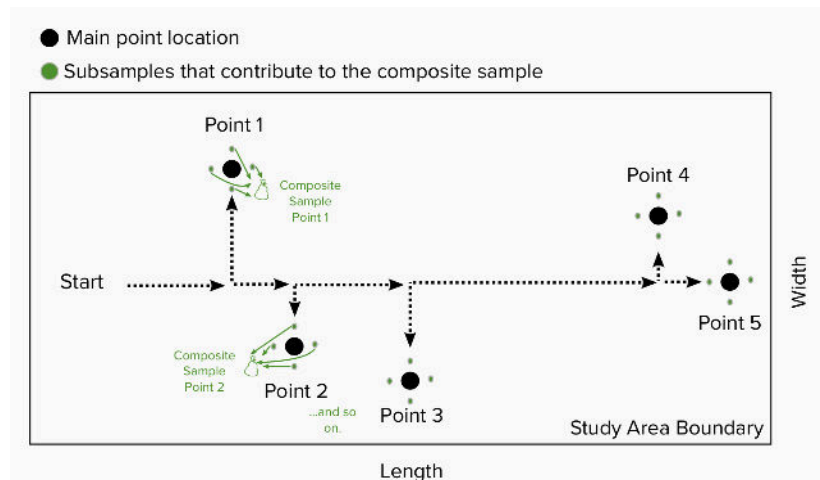 Main point location
Subsamples that contribute to the composite sample
Point 1
Composite
Sample
Point 1
Point 4
Start
Width
Point 5
Composite
Sample
Point 2
Point 2
...and so
on.
Point 3
Study Area Boundary
Length